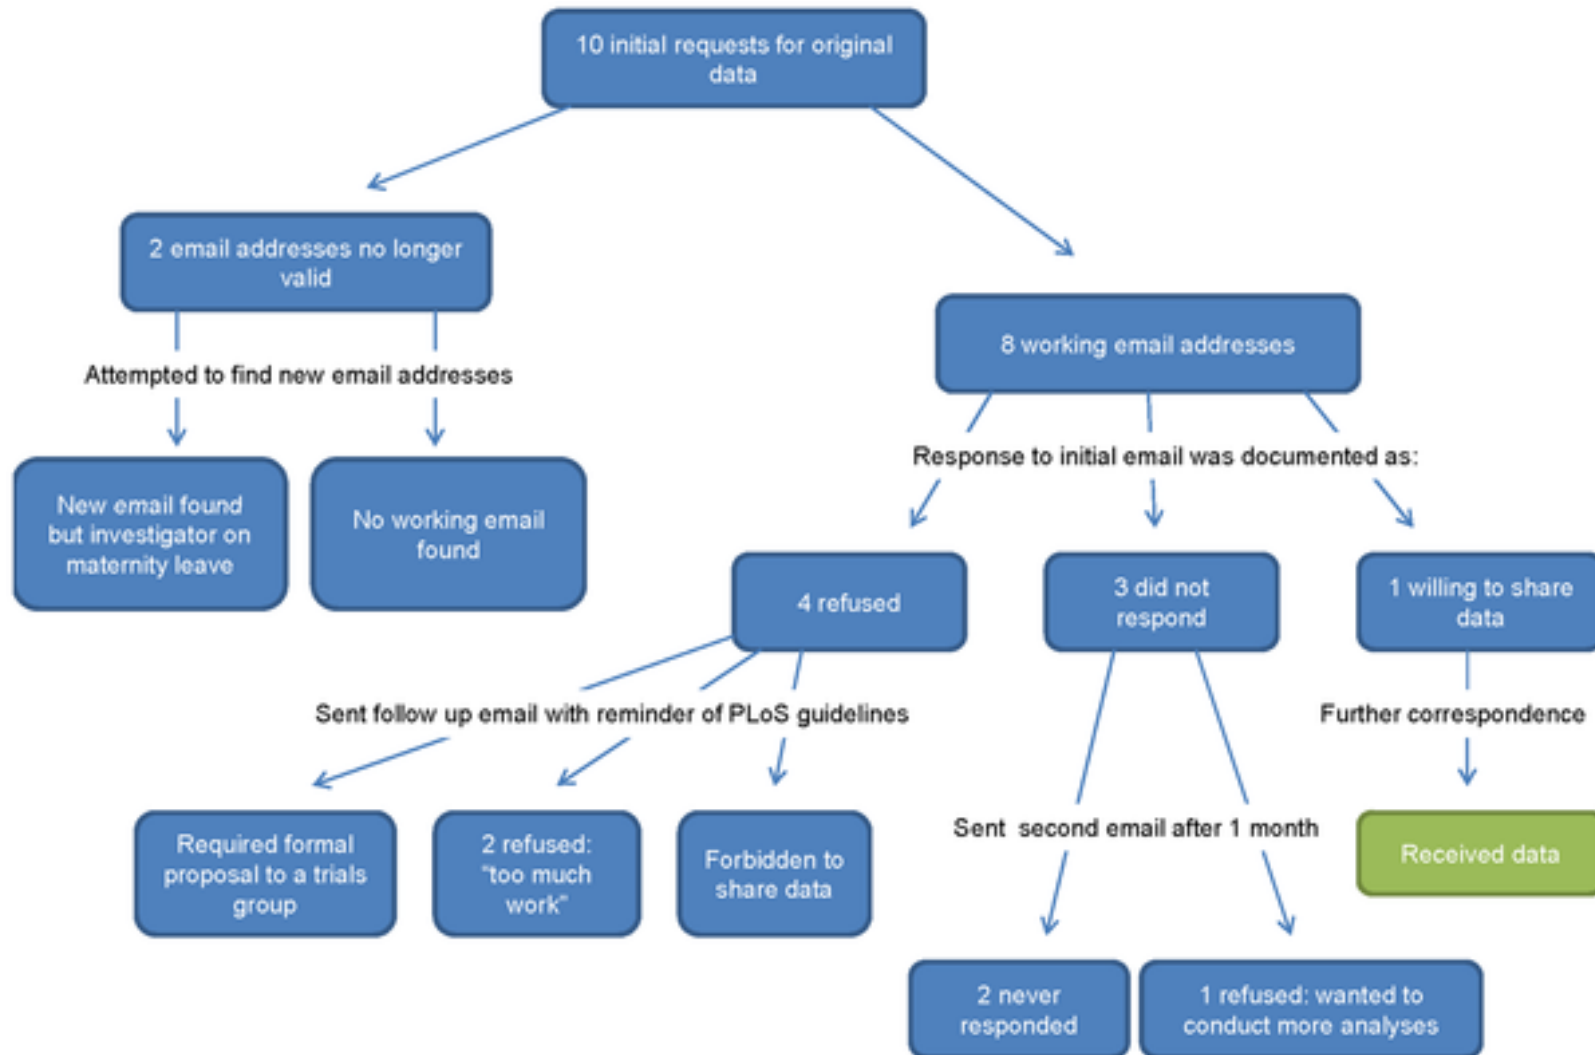 10 initial requests for original
data
2 email addresses no longer
valid
8 working email addresses
Attempted to find new email addresses
Response to initial email was documented as:
New email found
but investigator on
maternity leave
No working email
found
4 refused
3 did not
respond
1 willing to share
data
Sent follow up email with reminder of PLoS guidelines
Further correspondence
Required formal
proposal to a trials
group
2 refused:
"too much
work"
Forbidden to
share data
Sent second email after 1 month
Received data
2 never
responded
1 refused: wanted to
conduct more analyses